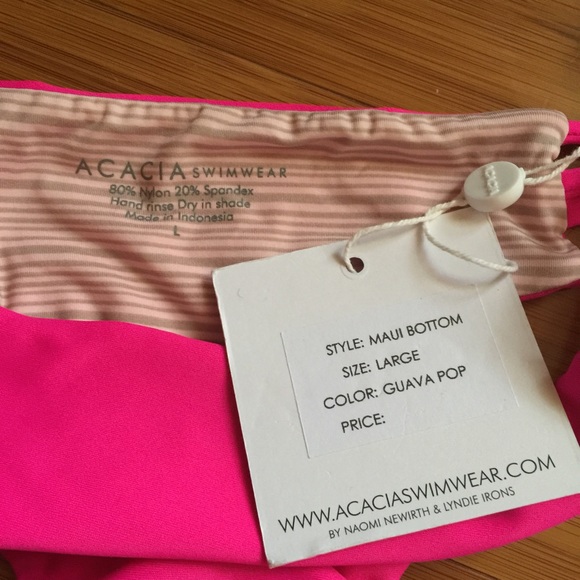 ACACIA SWIMWEAR
80% Nylon 20% Spandex
Hand rinse Dry in shade
Made in Indonesia
L
ACACIA
STYLE: MAUI BOTTOM
SIZE: LARGE
COLOR: GUAVA POP
PRICE:
WWW.ACACIASWIMWEAR.COM
BY NAOMI NEWIRTH & LYNDIE IRONS